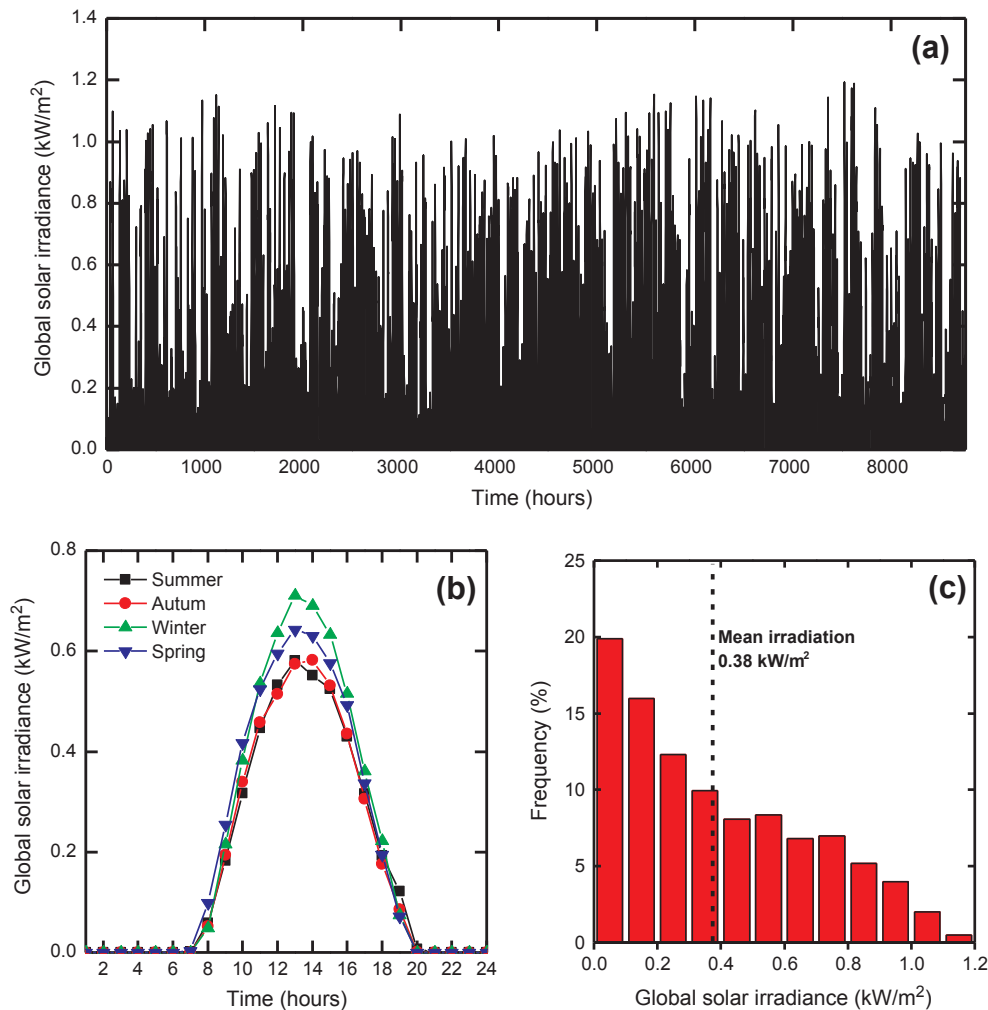 (a)
Global solar irradiance (kW/m²)
1.4
1.2
1.0
0.8
0.6
0.4
0.2
0.0
0 1000 2000 3000 4000 5000 6000 7000 8000
Time (hours)
(b)
Global solar irradiance (kW/m²)
0.8
0.6
0.4
0.2
0.0
Summer
Autum
Winter
Spring
2 4 6 8 10 12 14 16 18 20 22 24
Time (hours)
(c)
Frequency (%)
25
20
15
10
5
0
Mean irradiation
0.38 kW/m²
0.0 0.2 0.4 0.6 0.8 1.0 1.2
Global solar irradiance (kW/m²)